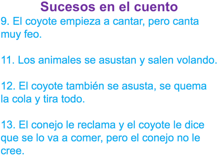 Sucesos en el cuento
9. El coyote empieza a cantar, pero canta
muy feo.
11. Los animales se asustan y salen volando.
12. El coyote también se asusta, se quema
la cola y tira todo.
13. El conejo le reclama y el coyote le dice
que se lo va a comer, pero el conejo no le
cree.